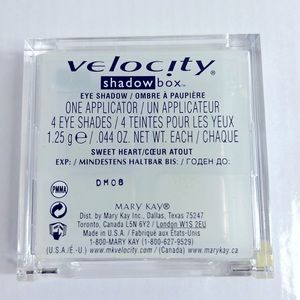 velocity
shadow box™
EYE SHADOW / OMBRE À PAUPIÈRE
ONE APPLICATOR / UN APPLICATEUR
4 EYE SHADES / 4 TEINTES POUR LES YEUX
1.25 g / .044 OZ. NET WT. EACH / CHAQUE
SWEET HEART/CŒUR ATOUT
EXP: / MINDESTENS HALTBAR BIS: / ГОДЕН ДО:
DM08
PMMA
MARY KAY®
Dist. by Mary Kay Inc., Dallas, Texas 75247
Toronto, Canada L5N 6Y2 / London W1S 2EU
Made in U.S.A. / Fabriqué aux États-Unis
1-800-MARY KAY (1-800-627-9529)
(U.S.A./É.-U.) www.mkvelocity.com / (Canada) www.marykay.ca